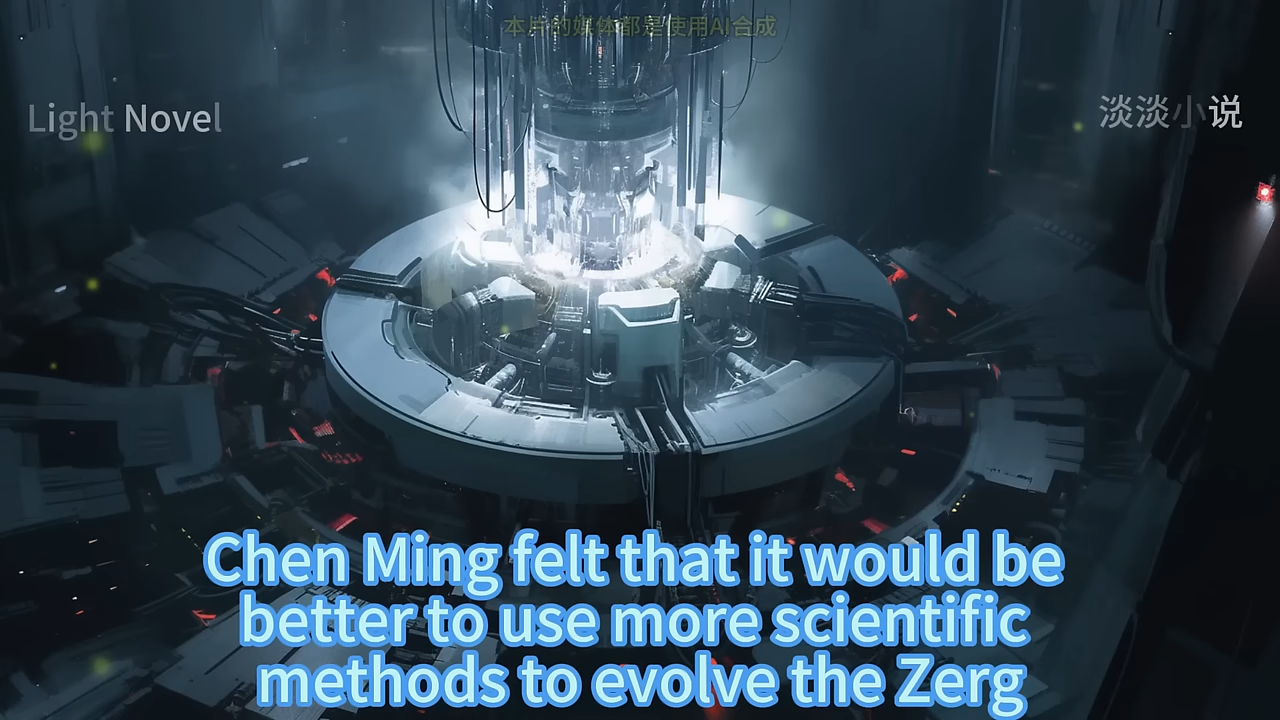 本片的媒体都是使用AI合成
Light Novel
淡淡小说
Chen Ming felt that it would be
better to use more scientific
methods to evolve the Zerg